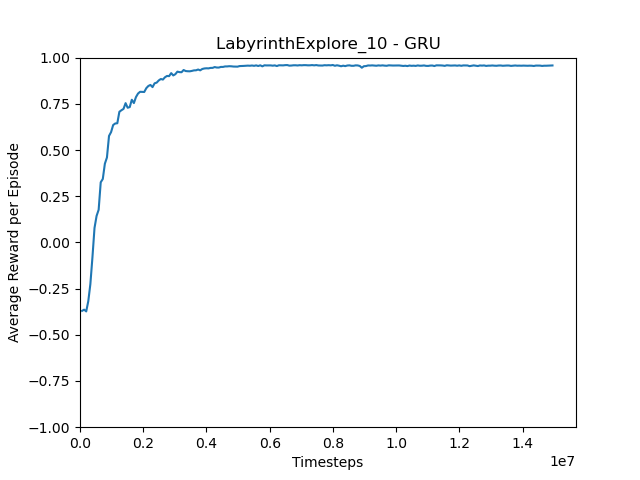 LabyrinthExplore_10 - GRU
Average Reward per Episode
1.00
0.75
0.50
0.25
0.00
−0.25
−0.50
−0.75
−1.00
0.0 0.2 0.4 0.6 0.8 1.0 1.2 1.4
1e7
Timesteps